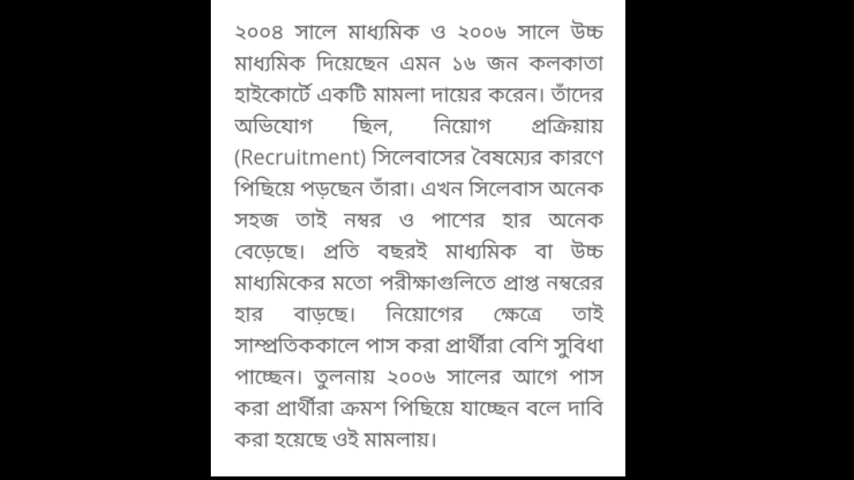 ২০০৪ সালে মাধ্যমিক ও ২০০৬ সালে উচ্চ
মাধ্যমিক দিয়েছেন এমন ১৬ জন কলকাতা
হাইকোর্টে একটি মামলা দায়ের করেন। তাঁদের
অভিযোগ ছিল, নিয়োগ প্রক্রিয়ায়
(Recruitment) সিলেবাসের বৈষম্যের কারণে
পিছিয়ে পড়ছেন তাঁরা। এখন সিলেবাস অনেক
সহজ তাই নম্বর ও পাশের হার অনেক
বেড়েছে। প্রতি বছরই মাধ্যমিক বা উচ্চ
মাধ্যমিকের মতো পরীক্ষাগুলিতে প্রাপ্ত নম্বরের
হার বাড়ছে। নিয়োগের ক্ষেত্রে তাই
সাম্প্রতিককালে পাস করা প্রার্থীরা বেশি সুবিধা
পাচ্ছেন। তুলনায় ২০০৬ সালের আগে পাস
করা প্রার্থীরা ক্রমশ পিছিয়ে যাচ্ছেন বলে দাবি
করা হয়েছে ওই মামলায়।